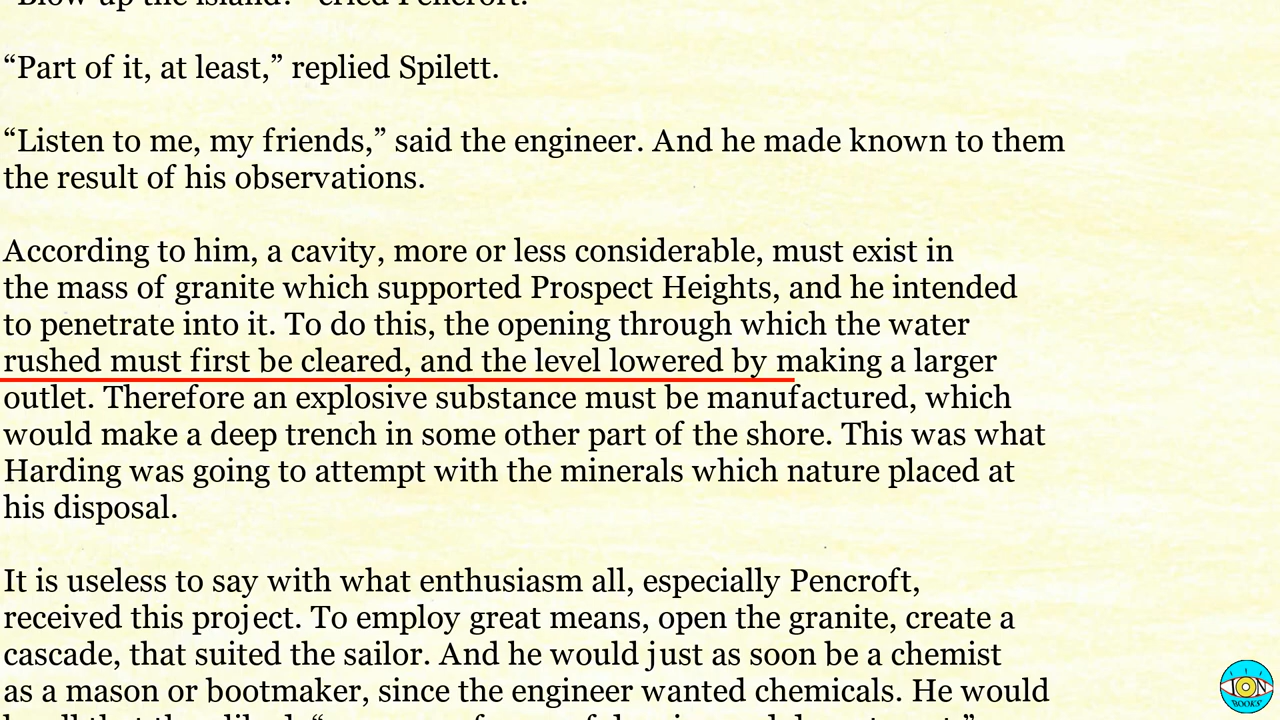 “Blow up the island!” cried Pencroft.
“Part of it, at least,” replied Spilett.
“Listen to me, my friends,” said the engineer. And he made known to them
the result of his observations.
According to him, a cavity, more or less considerable, must exist in
the mass of granite which supported Prospect Heights, and he intended
to penetrate into it. To do this, the opening through which the water
rushed must first be cleared, and the level lowered by making a larger
outlet. Therefore an explosive substance must be manufactured, which
would make a deep trench in some other part of the shore. This was what
Harding was going to attempt with the minerals which nature placed at
his disposal.
It is useless to say with what enthusiasm all, especially Pencroft,
received this project. To employ great means, open the granite, create a
cascade, that suited the sailor. And he would just as soon be a chemist
as a mason or bootmaker, since the engineer wanted chemicals. He would
ION
BOOKS